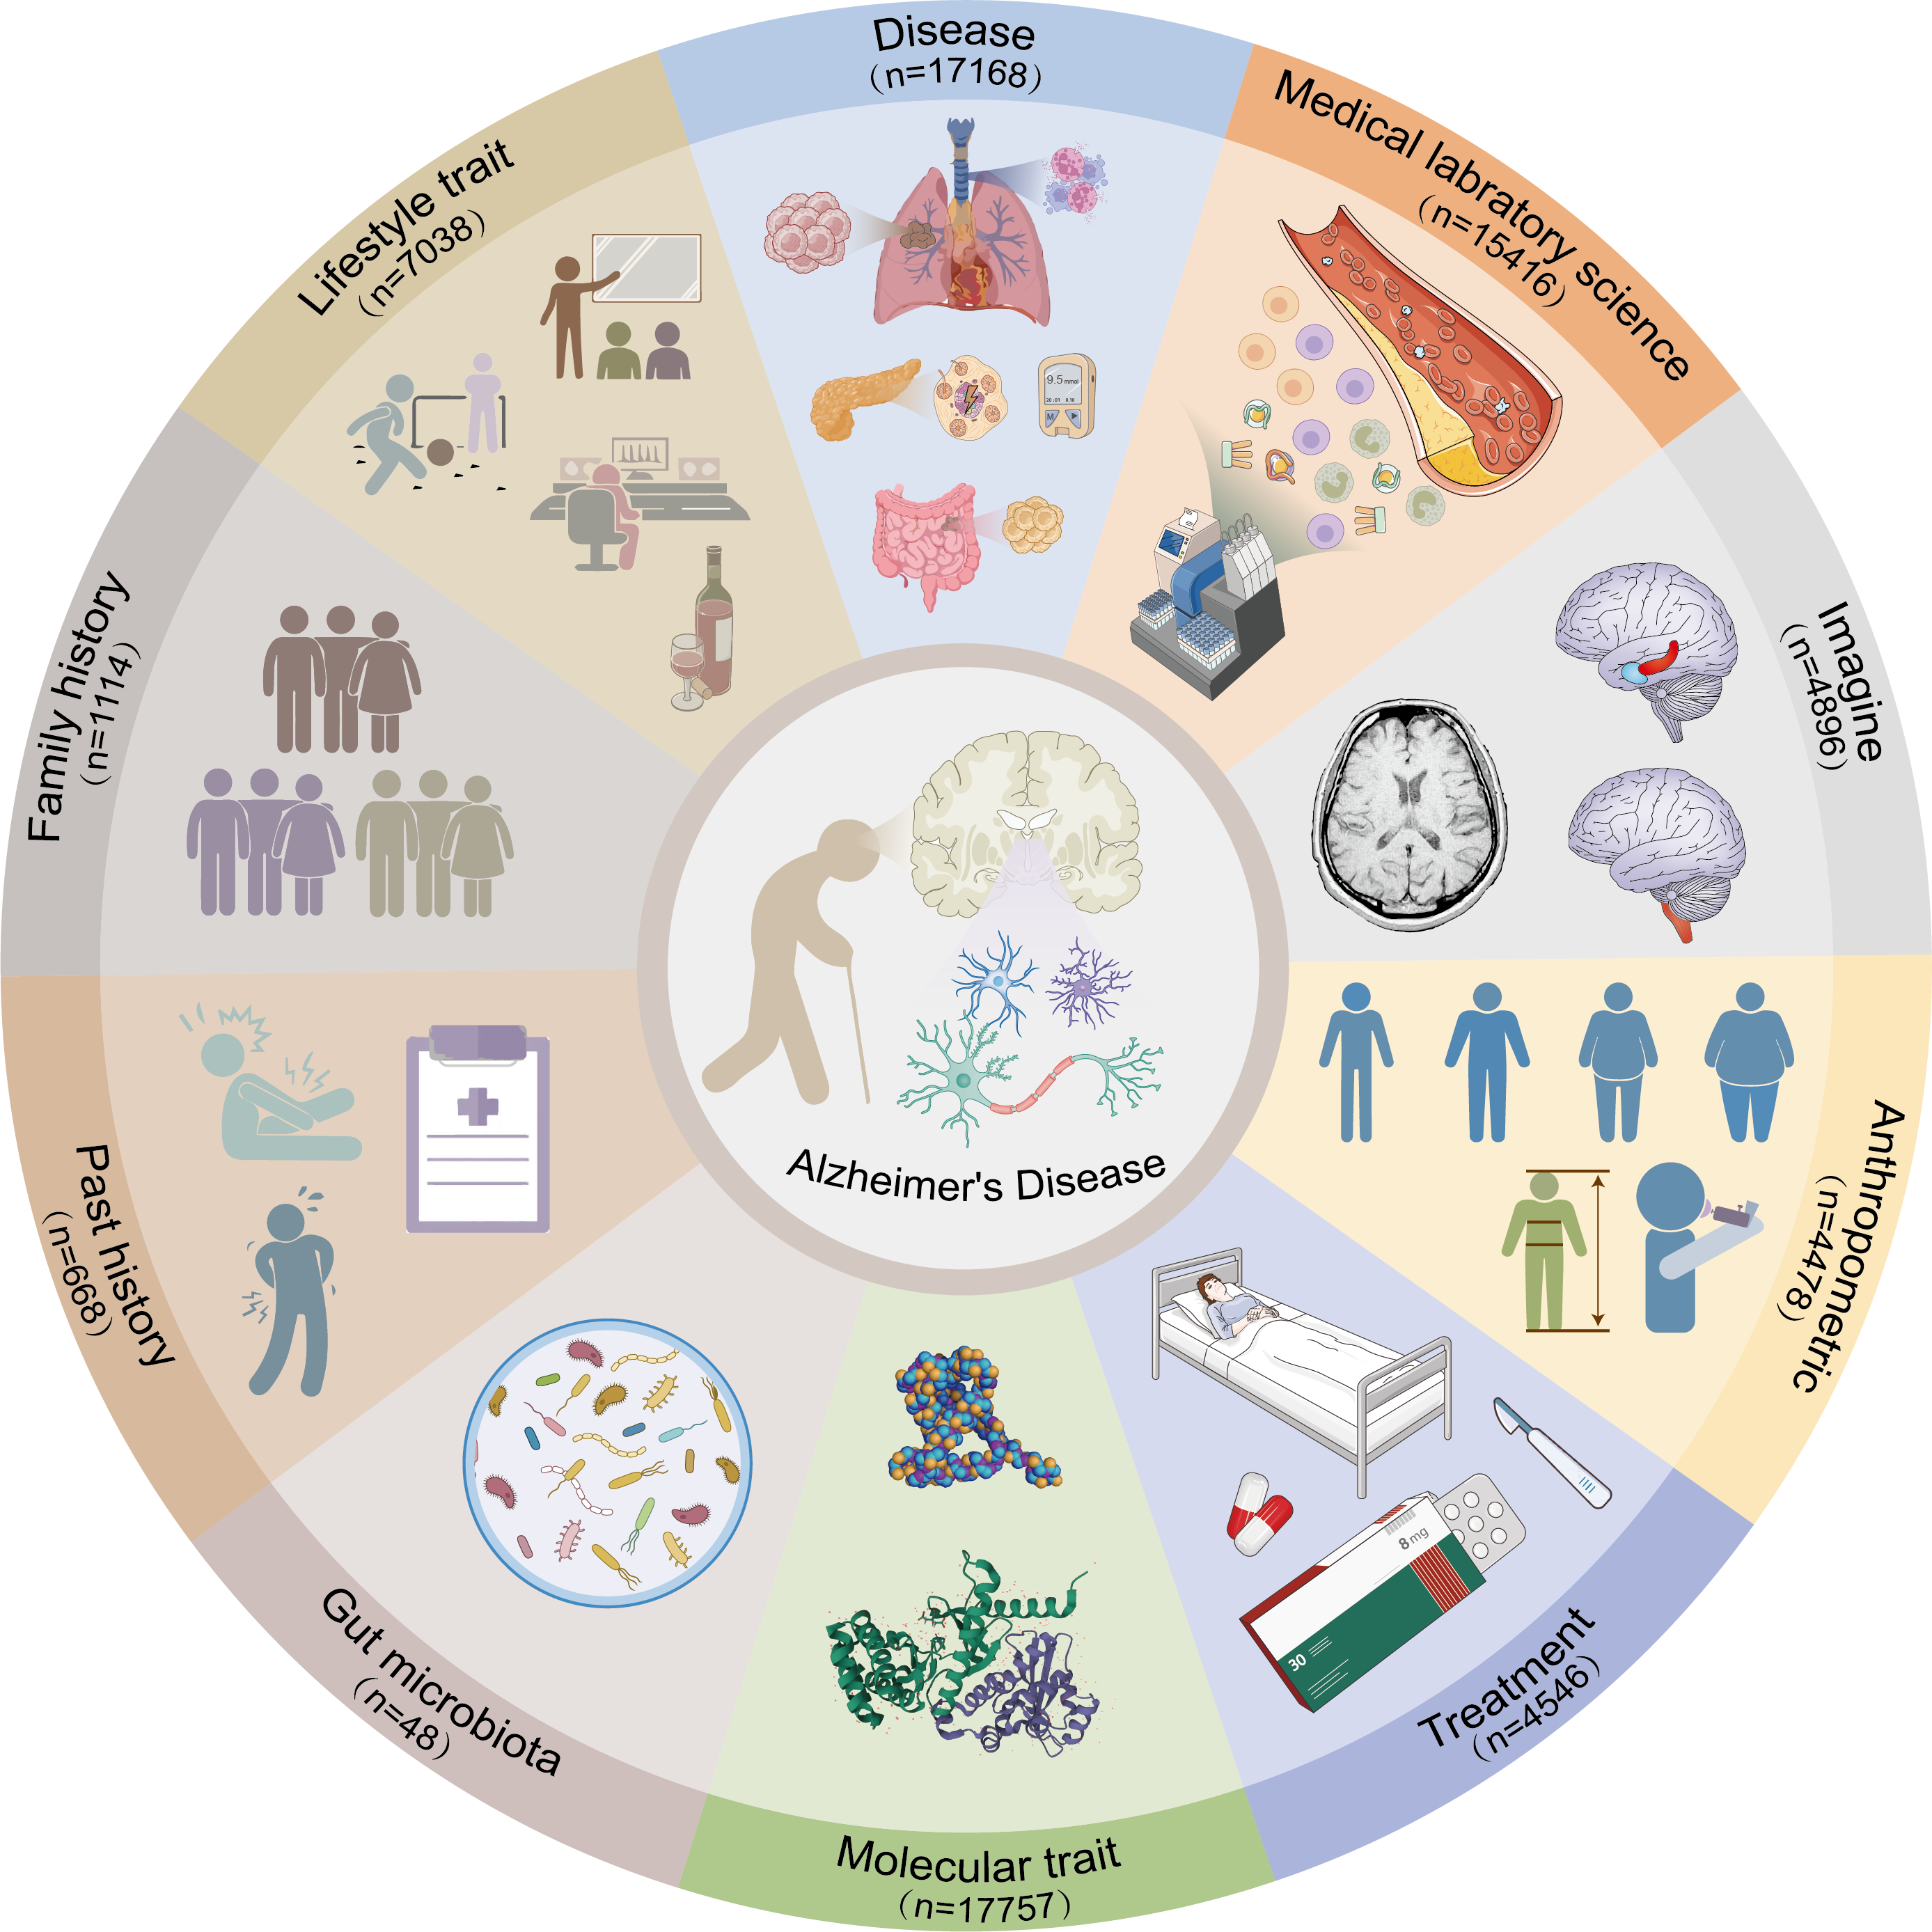 Disease
(n=17168)
Medical labratory science
(n=15416)
Imagine
(n=4896)
Anthropometric
(n=4478)
Treatment
(n=4546)
Molecular trait
(n=17757)
Gut microbiota
(n=48)
Past history
(n=668)
Family history
(n=1114)
Lifestyle trait
(n=7038)
Alzheimer's Disease
9.5 mmol
M
8 mg
30